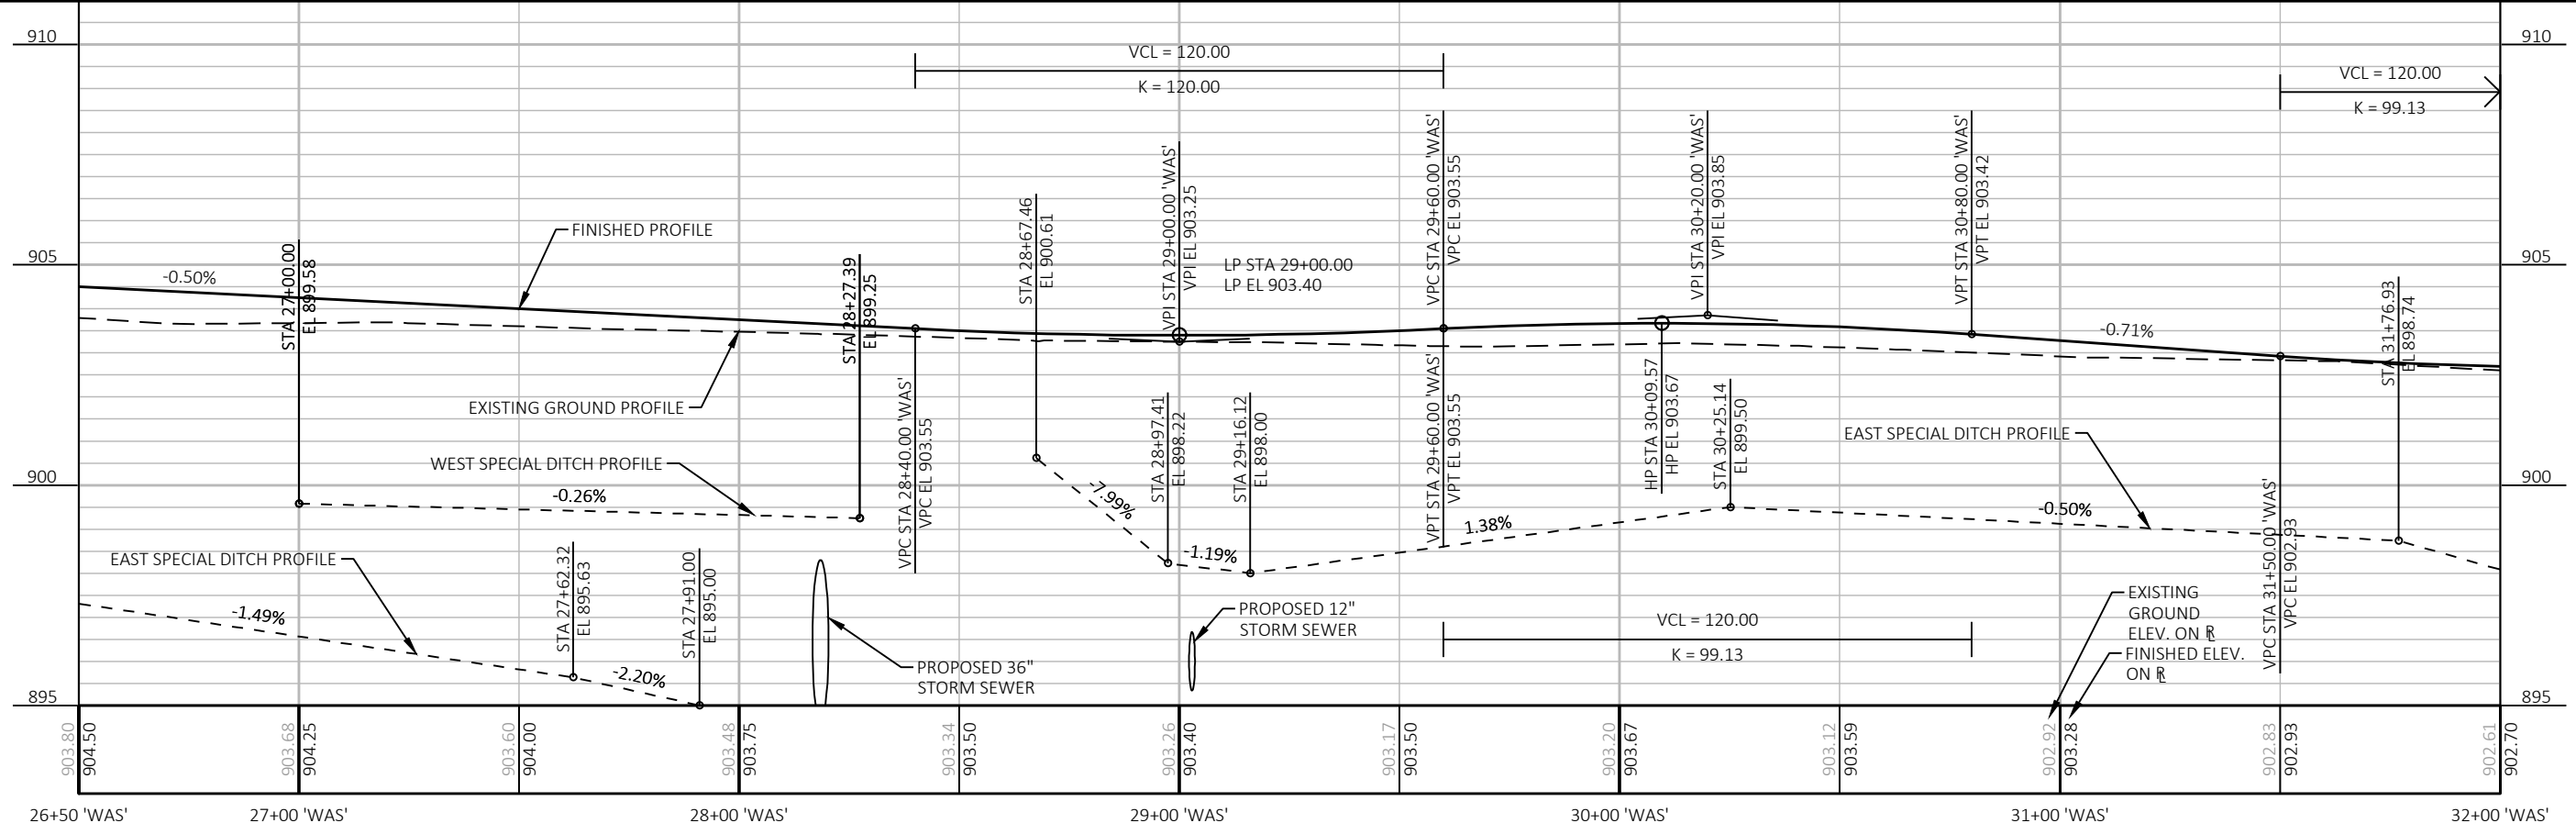 910
905
900
895
910
905
900
895
VCL = 120.00
K = 120.00
VCL = 120.00
K = 99.13
-0.50%
FINISHED PROFILE
STA 27+00.00
EL 899.58
STA 28+27.39
EL 899.25
VPC STA 28+40.00 'WAS'
VPC EL 903.55
STA 28+67.46
EL 900.61
VPI STA 29+00.00 'WAS'
VPI EL 903.25
LP STA 29+00.00
LP EL 903.40
VPC STA 29+60.00 'WAS'
VPC EL 903.55
VPT STA 29+60.00 'WAS'
VPT EL 903.55
VPI STA 30+20.00 'WAS'
VPI EL 903.85
VPT STA 30+80.00 'WAS'
VPT EL 903.42
-0.71%
STA 31+76.93
EL 898.74
EXISTING GROUND PROFILE
WEST SPECIAL DITCH PROFILE
-0.26%
STA 28+97.41
EL 898.22
STA 29+16.12
EL 898.00
HP STA 30+09.57
HP EL 903.67
STA 30+25.14
EL 899.50
EAST SPECIAL DITCH PROFILE
-7.99%
-1.19%
1.38%
-0.50%
VPC STA 31+50.00 'WAS'
VPC EL 902.93
EAST SPECIAL DITCH PROFILE
-1.49%
STA 27+62.32
EL 895.63
-2.20%
STA 27+91.00
EL 895.00
PROPOSED 36"
STORM SEWER
PROPOSED 12"
STORM SEWER
VCL = 120.00
K = 99.13
EXISTING
GROUND
ELEV. ON ℞L
FINISHED ELEV.
ON ℞L
903.80
904.50
903.68
904.25
903.60
904.00
903.48
903.75
903.34
903.50
903.26
903.40
903.17
903.50
903.20
903.67
903.12
903.59
902.92
903.28
902.83
902.93
902.61
902.70
26+50 'WAS'
27+00 'WAS'
28+00 'WAS'
29+00 'WAS'
30+00 'WAS'
31+00 'WAS'
32+00 'WAS'